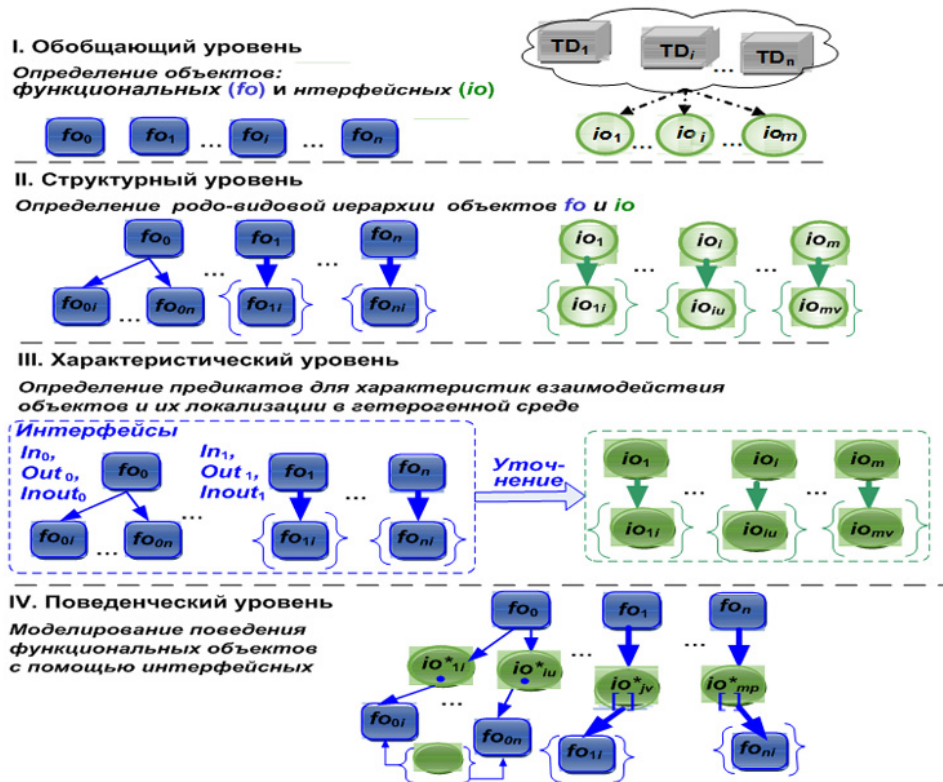 I. Обобщающий уровень
Определение объектов:
функциональных (fo) и нтерфейсных (io)
TD1 TDi ... TDn
fo0 fo1 ... foi ... fon
io1 ... io i ... iom
II. Структурный уровень
Определение родо-видовой иерархии объектов fo и io
fo0 fo1 fon
... ...
fo0i ... fo0n {fo1i} {foni}
io1 ioi iom
... ...
{io1i} {ioiu} {iomv}
III. Характеристический уровень
Определение предикатов для характеристик взаимодействия
объектов и их локализации в гетерогенной среде
Интерфейсы
In0,
Out 0,
Inout0
fo0
In1,
Out 1,
Inout1
fo1 fon
... ...
fo0i ... fo0n {fo1i} {foni}
Уточ-
нение
io1 ioi iom
... ...
{io1i} {ioiu} {iomv}
IV. Поведенческий уровень
Моделирование поведения
функциональных объектов
с помощью интерфейсных
fo0 fo1 fon
... ...
io*1i io*iu io*jv io*mp
... [ ] [ ]
fo0i fo0n {fo1i} {foni}
{ }